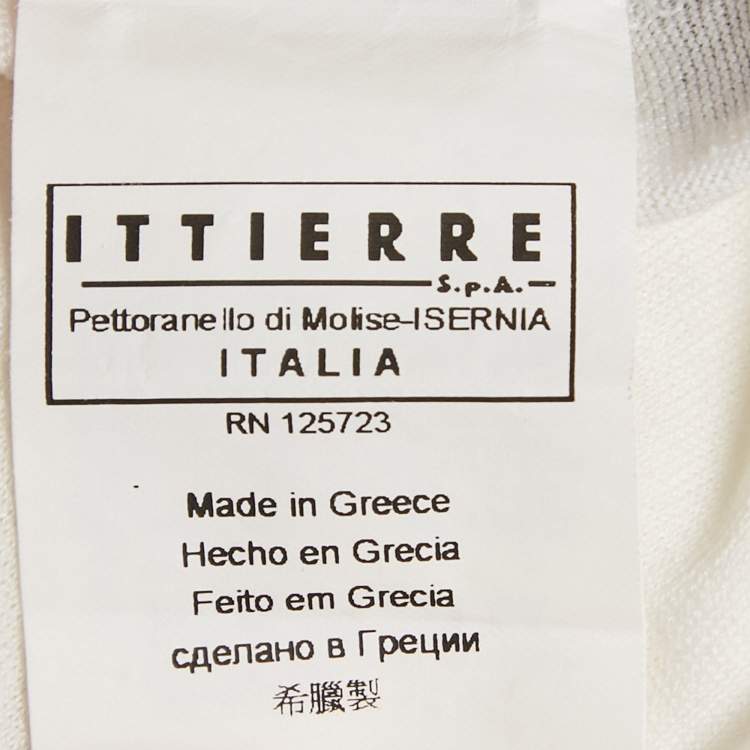 ITTIERRE
S.p.A.
Pettoranello di Molise-ISERNIA
ITALIA
RN 125723
Made in Greece
Hecho en Grecia
Feito em Grecia
сделано в Греции
希臘製